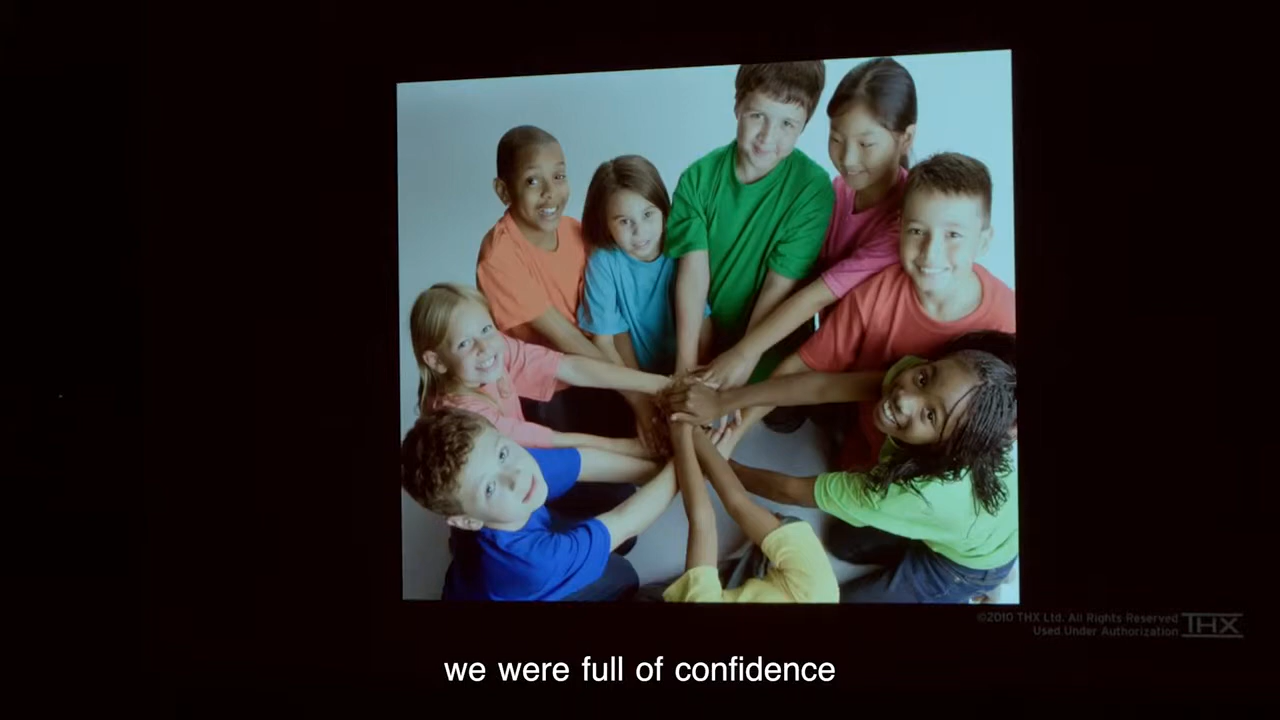 ©2010 THX Ltd. All Rights Reserved
Used Under Authorization THX
we were full of confidence